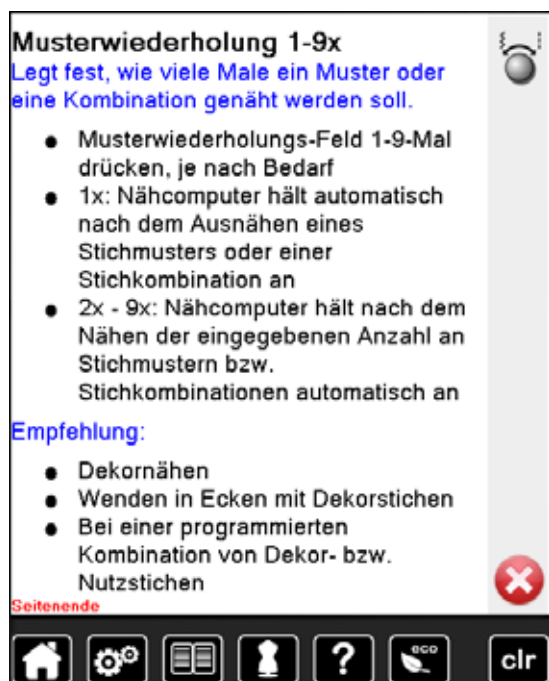 Musterwiederholung 1-9x
Legt fest, wie viele Male ein Muster oder
eine Kombination genäht werden soll.
● Musterwiederholungs-Feld 1-9-Mal
drücken, je nach Bedarf
● 1x: Nähcomputer hält automatisch
nach dem Ausnähen eines
Stichmusters oder einer
Stichkombination an
● 2x - 9x: Nähcomputer hält nach dem
Nähen der eingegebenen Anzahl an
Stichmustern bzw.
Stichkombinationen automatisch an
Empfehlung:
● Dekornähen
● Wenden in Ecken mit Dekorstichen
● Bei einer programmierten
Kombination von Dekor- bzw.
Nutzstichen
Seitenende
? eco clr